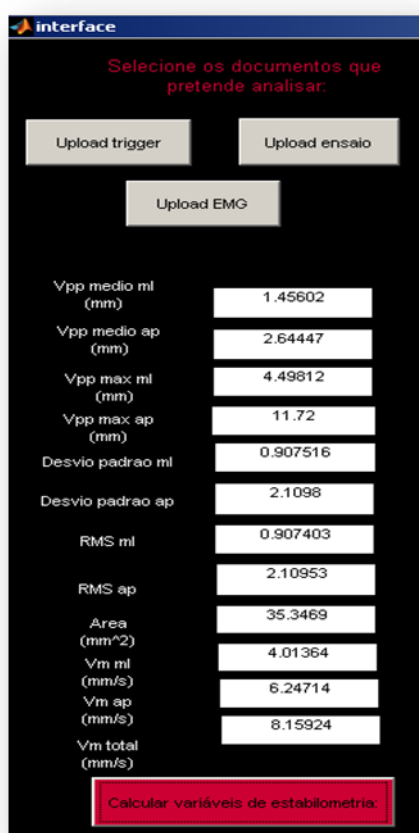 interface
Selecione os documentos que
pretende analisar:
Upload trigger
Upload ensaio
Upload EMG
Vpp medio ml
(mm)
1.45602
Vpp medio ap
(mm)
2.64447
Vpp max ml
(mm)
4.49812
Vpp max ap
(mm)
11.72
Desvio padrao ml
0.907516
Desvio padrao ap
2.1098
RMS ml
0.907403
RMS ap
2.10953
Area
(mm^2)
35.3469
Vm ml
(mm/s)
4.01364
Vm ap
(mm/s)
6.24714
Vm total
(mm/s)
8.15924
Calcular variáveis de estabilometria: